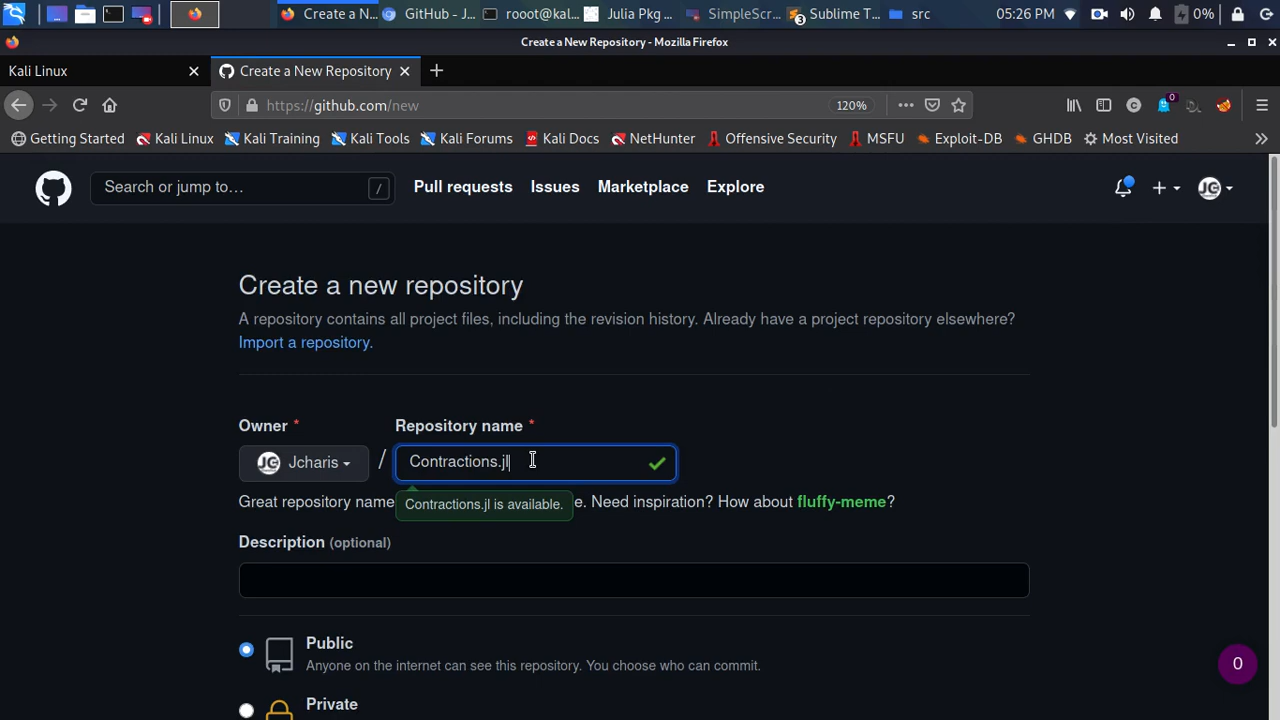 Create a N...
GitHub - J...
rooot@kal...
Julia Pkg ...
SimpleScr...
3
Sublime T...
src
05:26 PM
0%
Create a New Repository - Mozilla Firefox
Kali Linux
Create a New Repository
https://github.com/new
120%
0
Getting Started
Kali Linux
Kali Training
Kali Tools
Kali Forums
Kali Docs
NetHunter
Offensive Security
MSFU
Exploit-DB
GHDB
Most Visited
Search or jump to…
/
Pull requests
Issues
Marketplace
Explore
JC
Create a new repository
A repository contains all project files, including the revision history. Already have a project repository elsewhere?
Import a repository.
Owner *
Repository name *
JC
Jcharis
/
Contractions.jl
Great repository name
Contractions.jl is available.
e. Need inspiration? How about fluffy-meme?
Description (optional)
Public
Anyone on the internet can see this repository. You choose who can commit.
0
Private